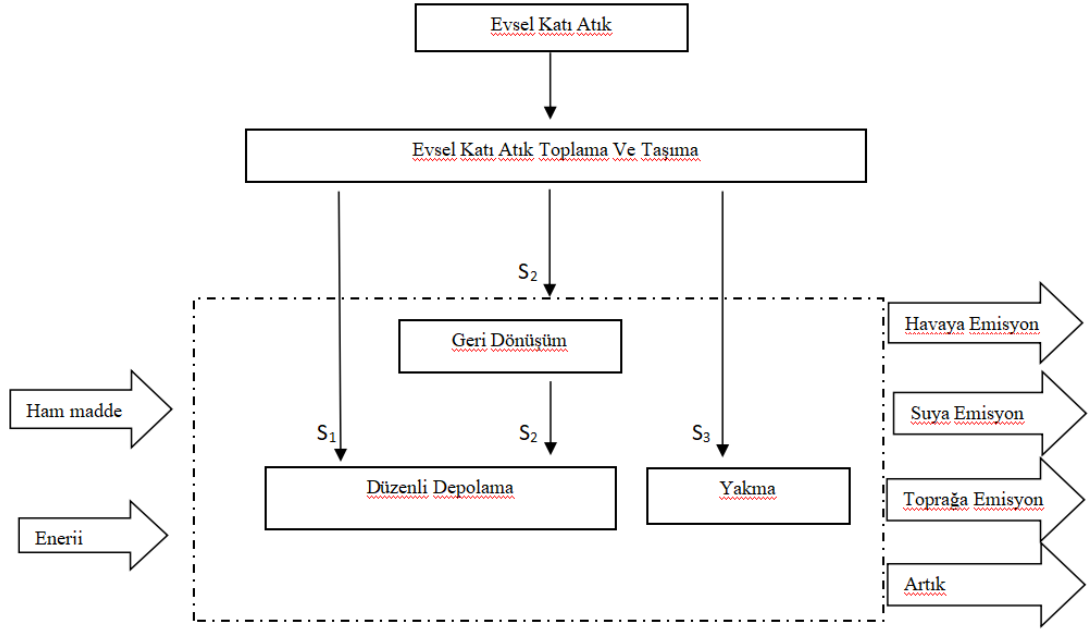 Evsel Katı Atık
Evsel Katı Atık Toplama Ve Taşıma
S₂
Geri Dönüşüm
Havaya Emisyon
Ham madde
Suya Emisyon
S₁
S₂
S₃
Düzenli Depolama
Yakma
Toprağa Emisyon
Enerii
Artık